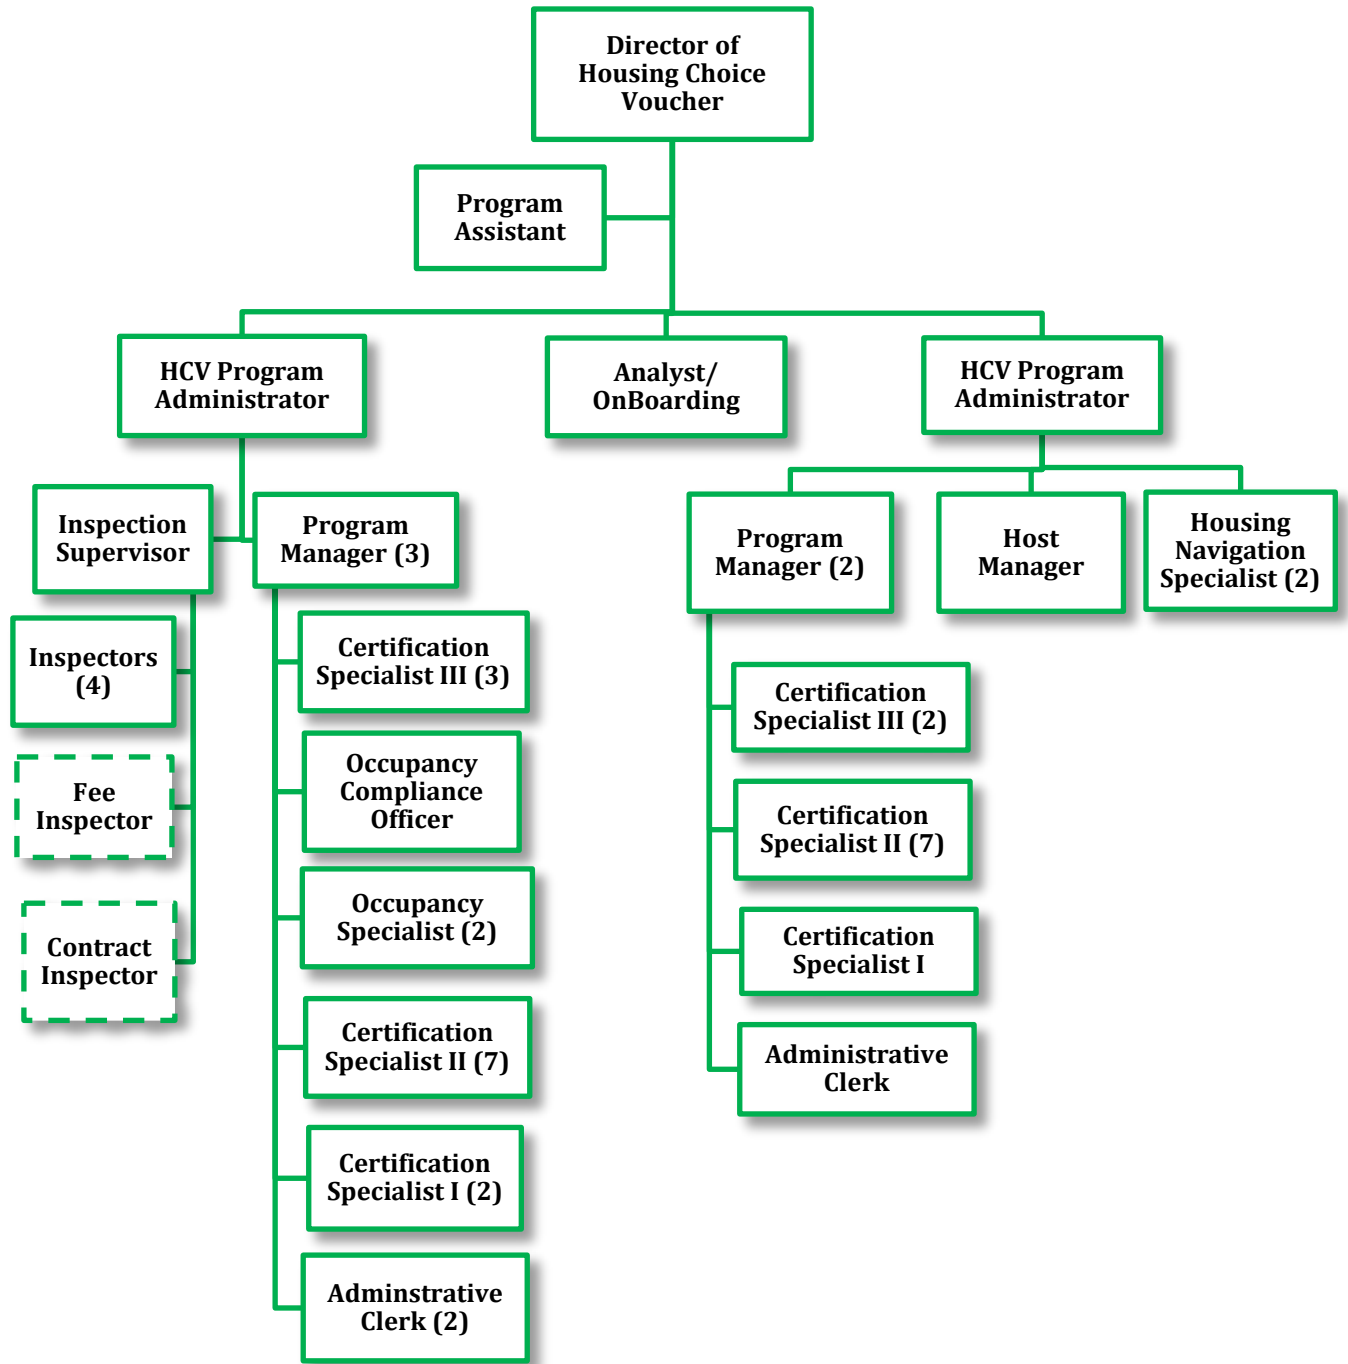 Director of
Housing Choice
Voucher
Program
Assistant
HCV Program
Administrator
Analyst/
OnBoarding
HCV Program
Administrator
Inspection
Supervisor
Program
Manager (3)
Program
Manager (2)
Host
Manager
Housing
Navigation
Specialist (2)
Inspectors
(4)
Fee
Inspector
Contract
Inspector
Certification
Specialist III (3)
Occupancy
Compliance
Officer
Occupancy
Specialist (2)
Certification
Specialist II (7)
Certification
Specialist I (2)
Adminstrative
Clerk (2)
Certification
Specialist III (2)
Certification
Specialist II (7)
Certification
Specialist I
Administrative
Clerk